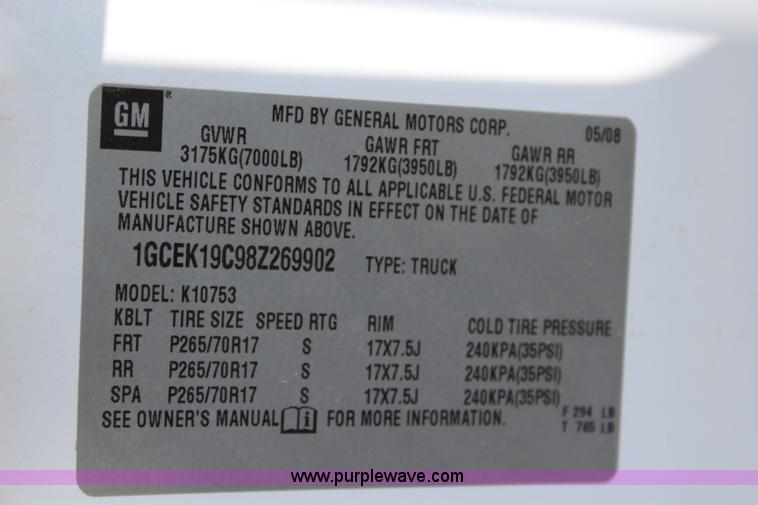 GM®
MFD BY GENERAL MOTORS CORP. 05/08
GVWR GAWR FRT GAWR RR
3175KG(7000LB) 1792KG(3950LB) 1792KG(3950LB)
THIS VEHICLE CONFORMS TO ALL APPLICABLE U.S. FEDERAL MOTOR
VEHICLE SAFETY STANDARDS IN EFFECT ON THE DATE OF
MANUFACTURE SHOWN ABOVE.
1GCEK19C98Z269902 TYPE: TRUCK
MODEL: K10753
KBLT TIRE SIZE SPEED RTG RIM COLD TIRE PRESSURE
FRT P265/70R17 S 17X7.5J 240KPA(35PSI)
RR P265/70R17 S 17X7.5J 240KPA(35PSI)
SPA P265/70R17 S 17X7.5J 240KPA(35PSI)
SEE OWNER'S MANUAL i FOR MORE INFORMATION.
F 294 LB
T 765 LB
www.purplewave.com